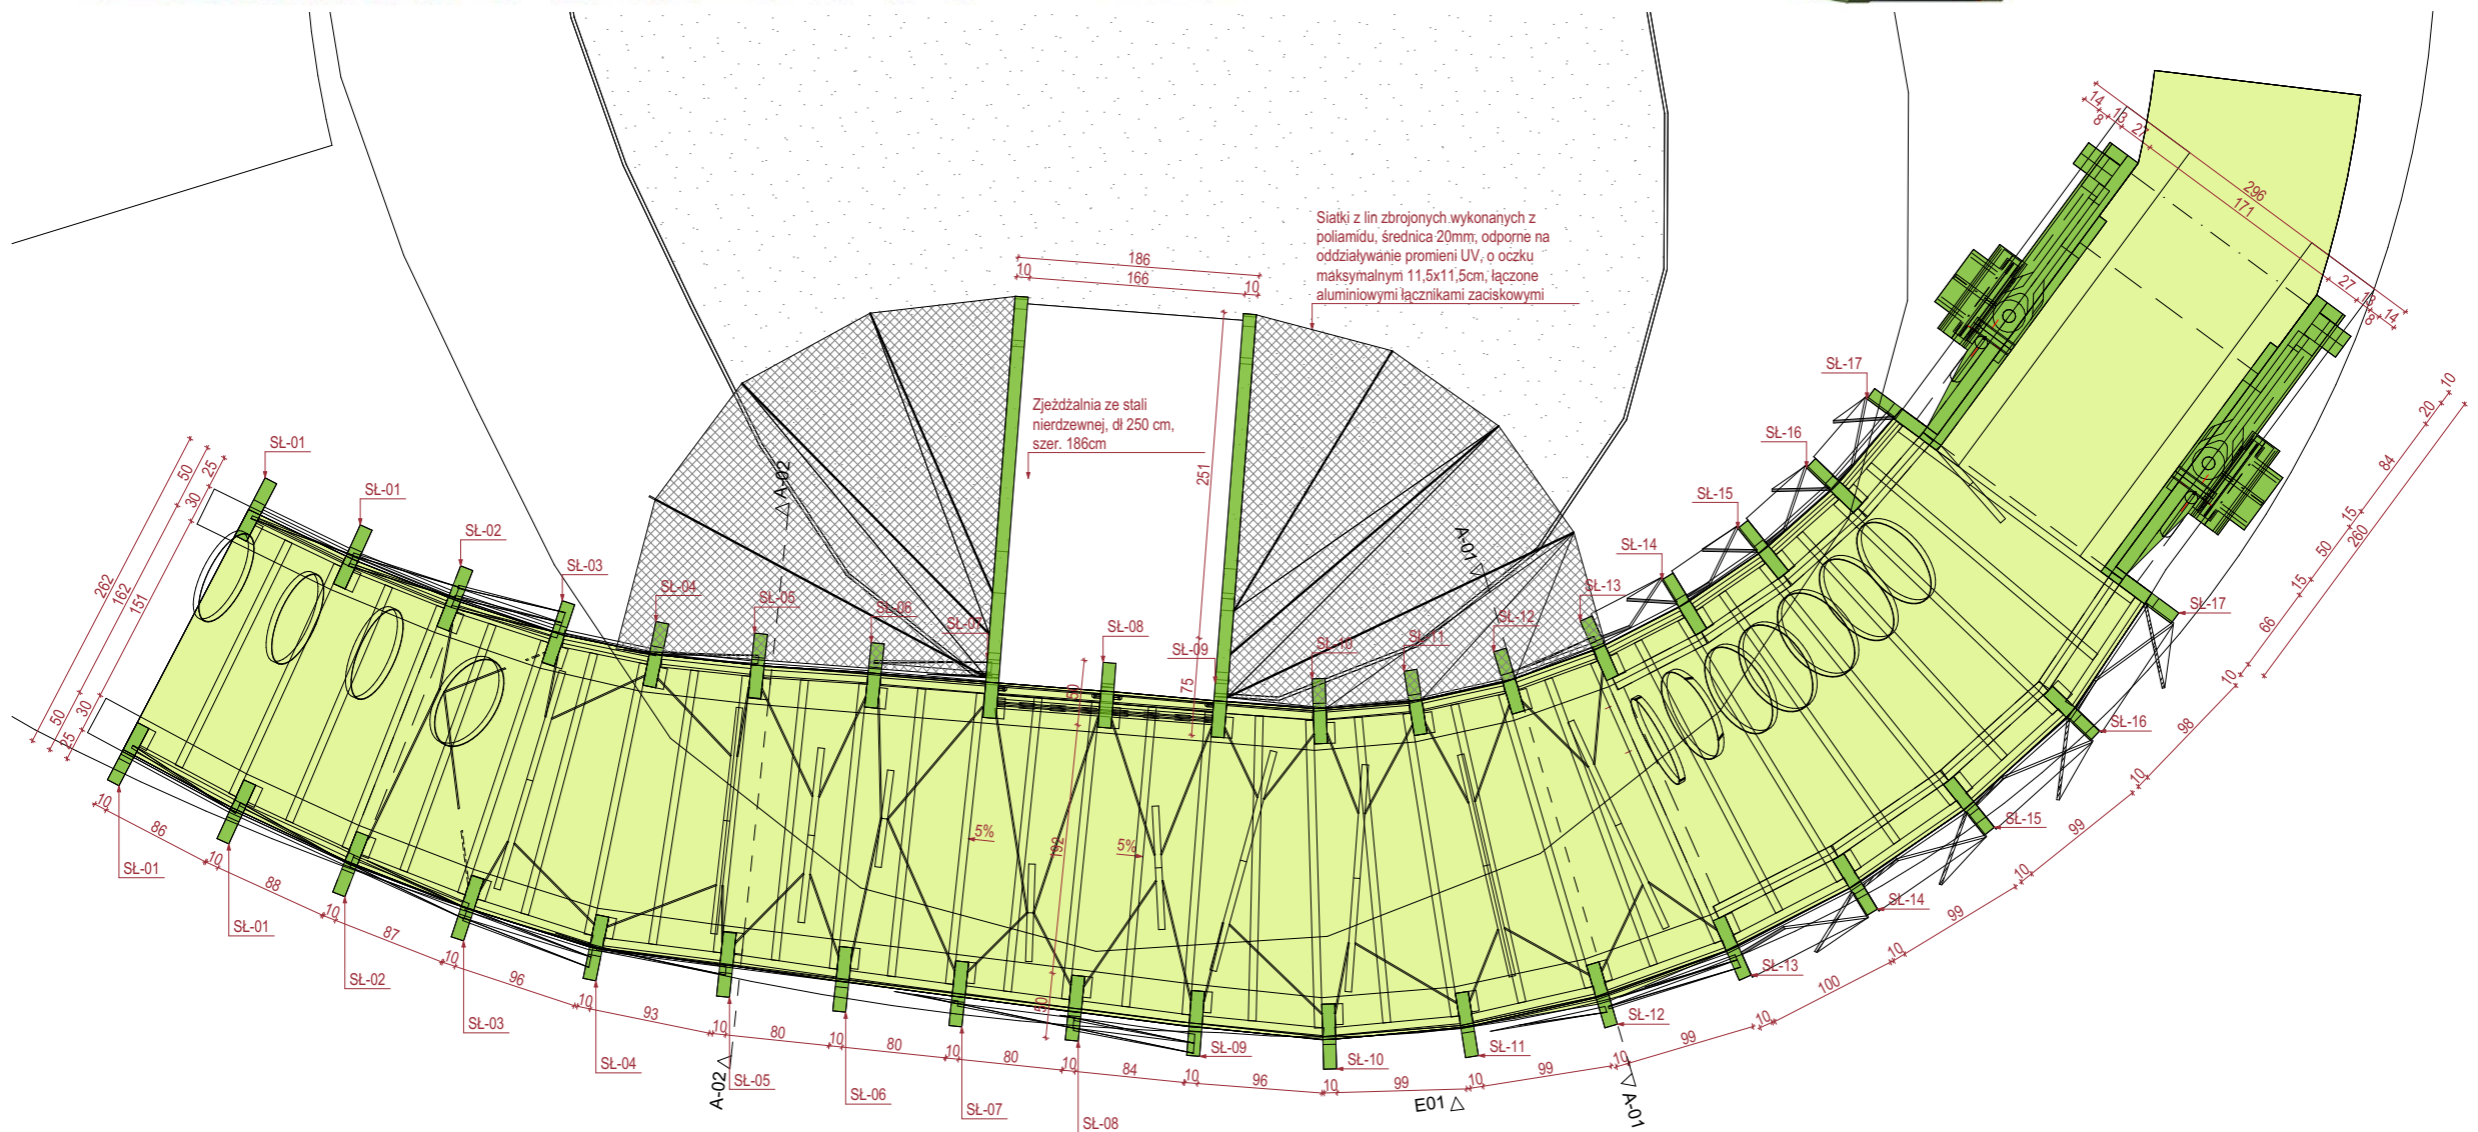 Siatki z lin zbrojonych wykonanych z
poliamidu, średnica 20mm, odporne na
oddziaływanie promieni UV, o oczku
maksymalnym 11,5x11,5cm, łączone
aluminiowymi łącznikami zaciskowymi
Zjeżdżalnia ze stali
nierdzewnej, dł 250 cm,
szer. 186cm
186
10
166
10
251
75
50
192
50
5%
5%
14
8
13
27
296
171
27
13
8
14
10
20
84
15
50
15
260
66
10
98
10
99
10
99
10
100
10
99
10
99
10
99
10
96
10
84
10
80
10
80
10
80
10
93
10
96
10
87
10
88
10
86
10
50
25
30
262
162
151
50
30
25
SŁ-01
SŁ-01
SŁ-02
SŁ-03
SŁ-04
SŁ-05
SŁ-06
SŁ-07
SŁ-08
SŁ-09
SŁ-10
SŁ-11
SŁ-12
SŁ-13
SŁ-14
SŁ-15
SŁ-16
SŁ-17
SŁ-17
SŁ-16
SŁ-15
SŁ-14
SŁ-13
SŁ-12
SŁ-11
SŁ-10
SŁ-09
SŁ-08
SŁ-07
SŁ-06
SŁ-05
SŁ-04
SŁ-03
SŁ-02
SŁ-01
SŁ-01
A-02
A-01
A-02
E01
A-01